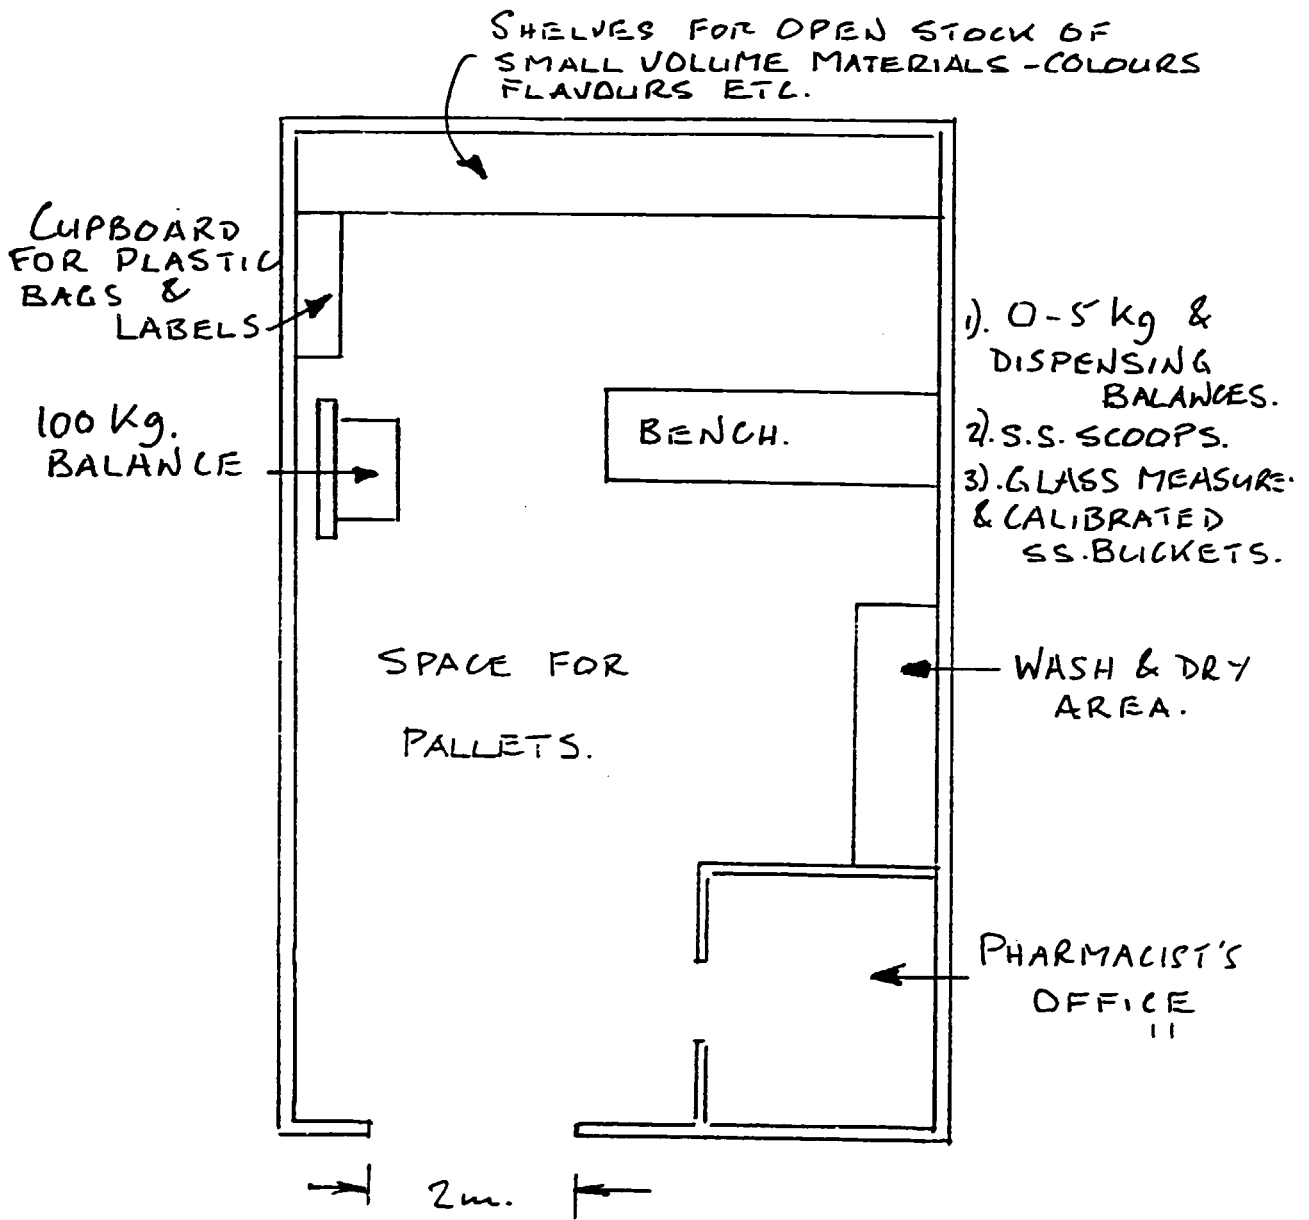 SHELVES FOR OPEN STOCK OF
SMALL VOLUME MATERIALS - COLOURS
FLAVOURS ETC.
CUPBOARD
FOR PLASTIC
BAGS &
LABELS
100 Kg.
BALANCE
BENCH.
1). 0-5 kg &
DISPENSING
BALANCES.
2). S.S. SCOOPS.
3). GLASS MEASURE.
& CALIBRATED
SS. BUCKETS.
SPACE FOR
PALLETS.
WASH & DRY
AREA.
PHARMACIST'S
OFFICE
2m.